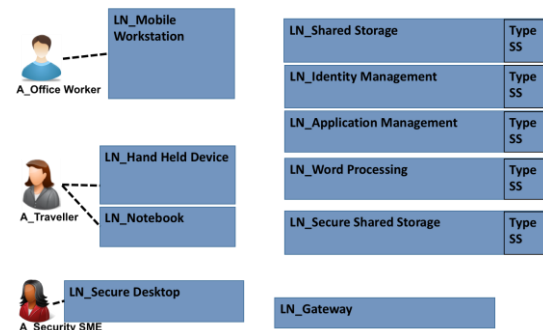 LN_Mobile
Workstation
A_Office Worker
LN_Hand Held Device
LN_Notebook
A_Traveller
LN_Secure Desktop
A_Security SME
LN_Shared Storage
Type
SS
LN_Identity Management
Type
SS
LN_Application Management
Type
SS
LN_Word Processing
Type
SS
LN_Secure Shared Storage
Type
SS
LN_Gateway